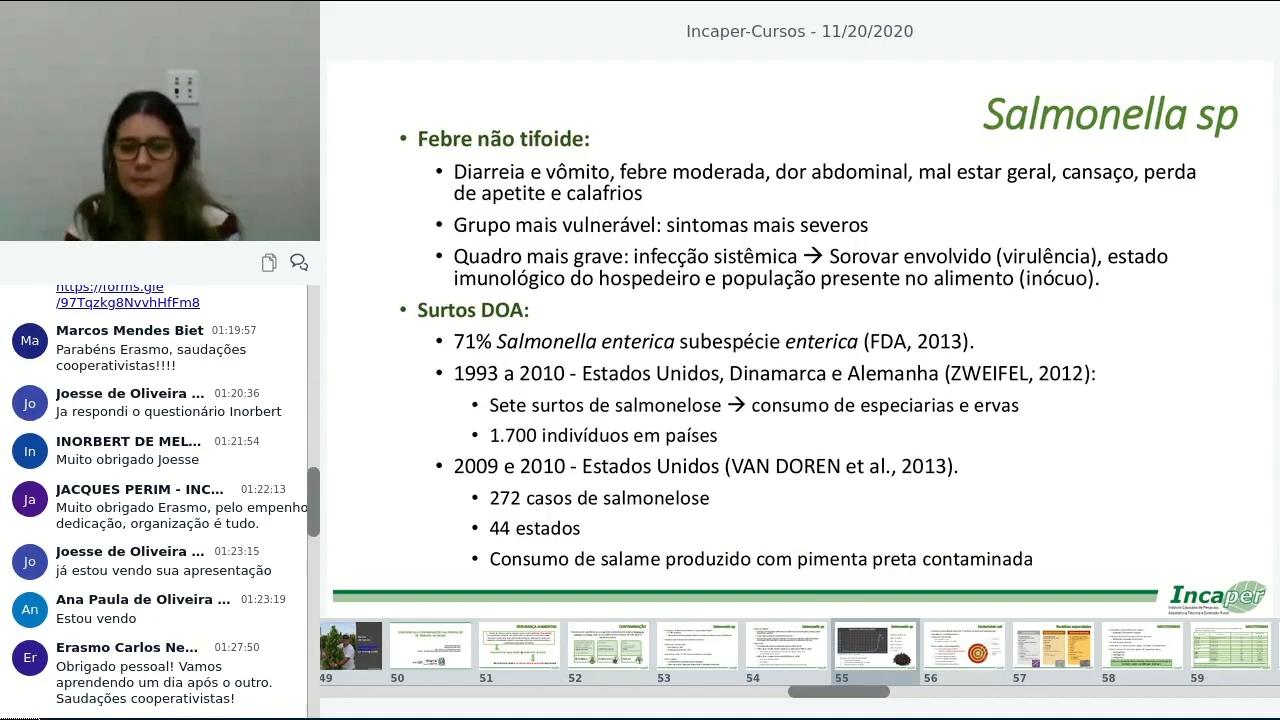 Incaper-Cursos - 11/20/2020
Salmonella sp
• Febre não tifoide:
• Diarreia e vômito, febre moderada, dor abdominal, mal estar geral, cansaço, perda
de apetite e calafrios
• Grupo mais vulnerável: sintomas mais severos
• Quadro mais grave: infecção sistêmica → Sorovar envolvido (virulência), estado
imunológico do hospedeiro e população presente no alimento (inócuo).
• Surtos DOA:
• 71% Salmonella enterica subespécie enterica (FDA, 2013).
• 1993 a 2010 - Estados Unidos, Dinamarca e Alemanha (ZWEIFEL, 2012):
• Sete surtos de salmonelose → consumo de especiarias e ervas
• 1.700 indivíduos em países
• 2009 e 2010 - Estados Unidos (VAN DOREN et al., 2013).
• 272 casos de salmonelose
• 44 estados
• Consumo de salame produzido com pimenta preta contaminada
Incaper
https://forms.gle
/97Tqzkg8NvvhHfFm8
Ma
Marcos Mendes Biet 01:19:57
Parabéns Erasmo, saudações
cooperativistas!!!!
Jo
Joesse de Oliveira ... 01:20:36
Ja respondi o questionário Inorbert
In
INORBERT DE MEL... 01:21:54
Muito obrigado Joesse
Ja
JACQUES PERIM - INC... 01:22:13
Muito obrigado Erasmo, pelo empenho
dedicação, organização é tudo.
Jo
Joesse de Oliveira ... 01:23:15
já estou vendo sua apresentação
An
Ana Paula de Oliveira ... 01:23:19
Estou vendo
Er
Erasmo Carlos Ne... 01:27:50
Obrigado pessoal! Vamos
aprendendo um dia após o outro.
Saudações cooperativistas!
49 50 51 52 53 54 55 56 57 58 59